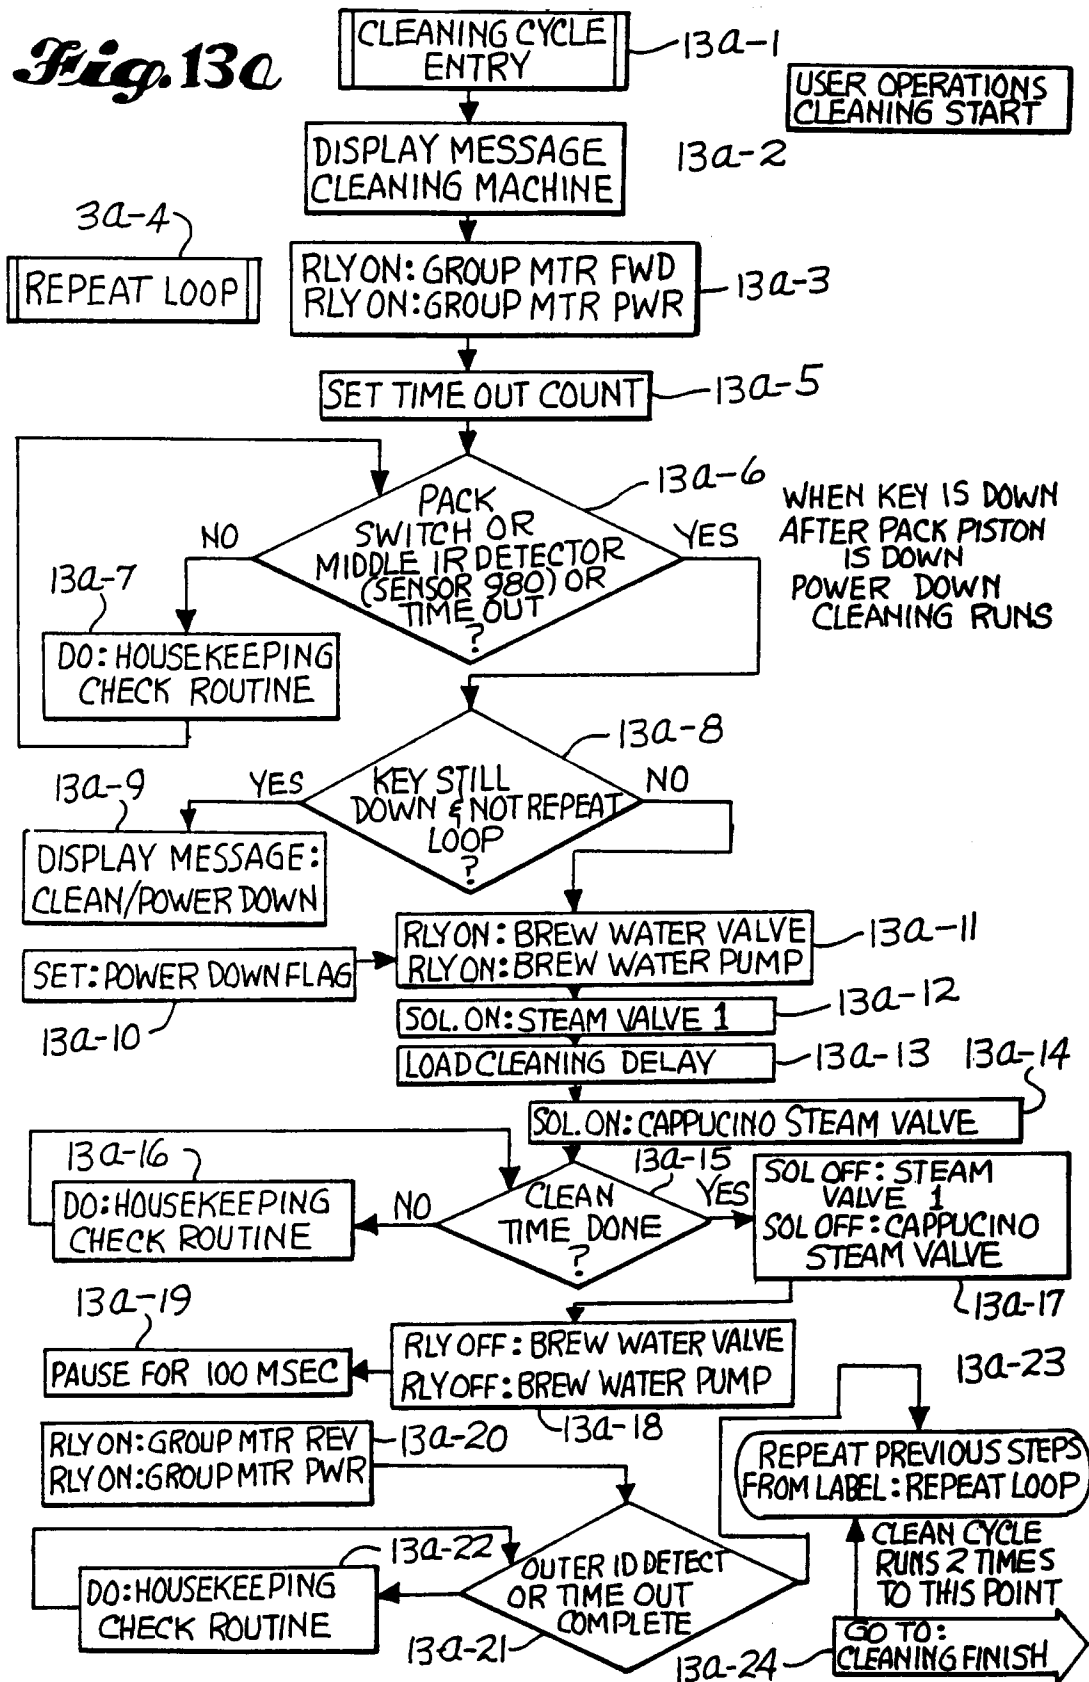 Fig. 13a
CLEANING CYCLE
ENTRY
13a-1
USER OPERATIONS
CLEANING START
DISPLAY MESSAGE
CLEANING MACHINE
13a-2
3a-4
REPEAT LOOP
RLY ON: GROUP MTR FWD
RLY ON: GROUP MTR PWR
13a-3
SET TIME OUT COUNT
13a-5
PACK
SWITCH OR
MIDDLE IR DETECTOR
(SENSOR 980) OR
TIME OUT
?
13a-6
NO
YES
WHEN KEY IS DOWN
AFTER PACK PISTON
IS DOWN
POWER DOWN
CLEANING RUNS
13a-7
DO: HOUSEKEEPING
CHECK ROUTINE
KEY STILL
DOWN & NOT REPEAT
LOOP
?
13a-8
YES
NO
13a-9
DISPLAY MESSAGE:
CLEAN/POWER DOWN
SET: POWER DOWN FLAG
13a-10
RLY ON: BREW WATER VALVE
RLY ON: BREW WATER PUMP
13a-11
SOL. ON: STEAM VALVE 1
13a-12
LOAD CLEANING DELAY
13a-13
13a-14
SOL. ON: CAPPUCINO STEAM VALVE
13a-15
CLEAN
TIME DONE
?
NO
YES
13a-16
DO: HOUSEKEEPING
CHECK ROUTINE
SOL OFF: STEAM
VALVE 1
SOL OFF: CAPPUCINO
STEAM VALVE
13a-17
RLY OFF: BREW WATER VALVE
RLY OFF: BREW WATER PUMP
13a-18
13a-19
PAUSE FOR 100 MSEC
RLY ON: GROUP MTR REV
RLY ON: GROUP MTR PWR
13a-20
OUTER ID DETECT
OR TIME OUT
COMPLETE
13a-21
13a-22
DO: HOUSEKEEPING
CHECK ROUTINE
13a-23
REPEAT PREVIOUS STEPS
FROM LABEL: REPEAT LOOP
CLEAN CYCLE
RUNS 2 TIMES
TO THIS POINT
GO TO:
CLEANING FINISH
13a-24